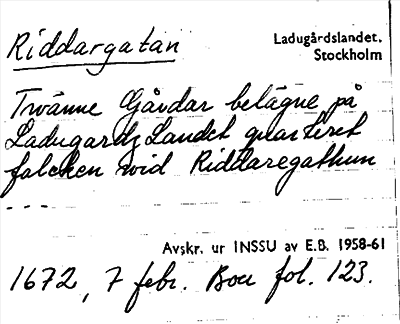 Riddargatan
Ladugårdslandet.
Stockholm
Twänne Gårdar belägne på
Ladugardz Landet quarteret
falcken wid Riddaregathun
---
Avskr. ur INSSU av E.B. 1958-61
1672, 7 febr. Bou fol. 123.